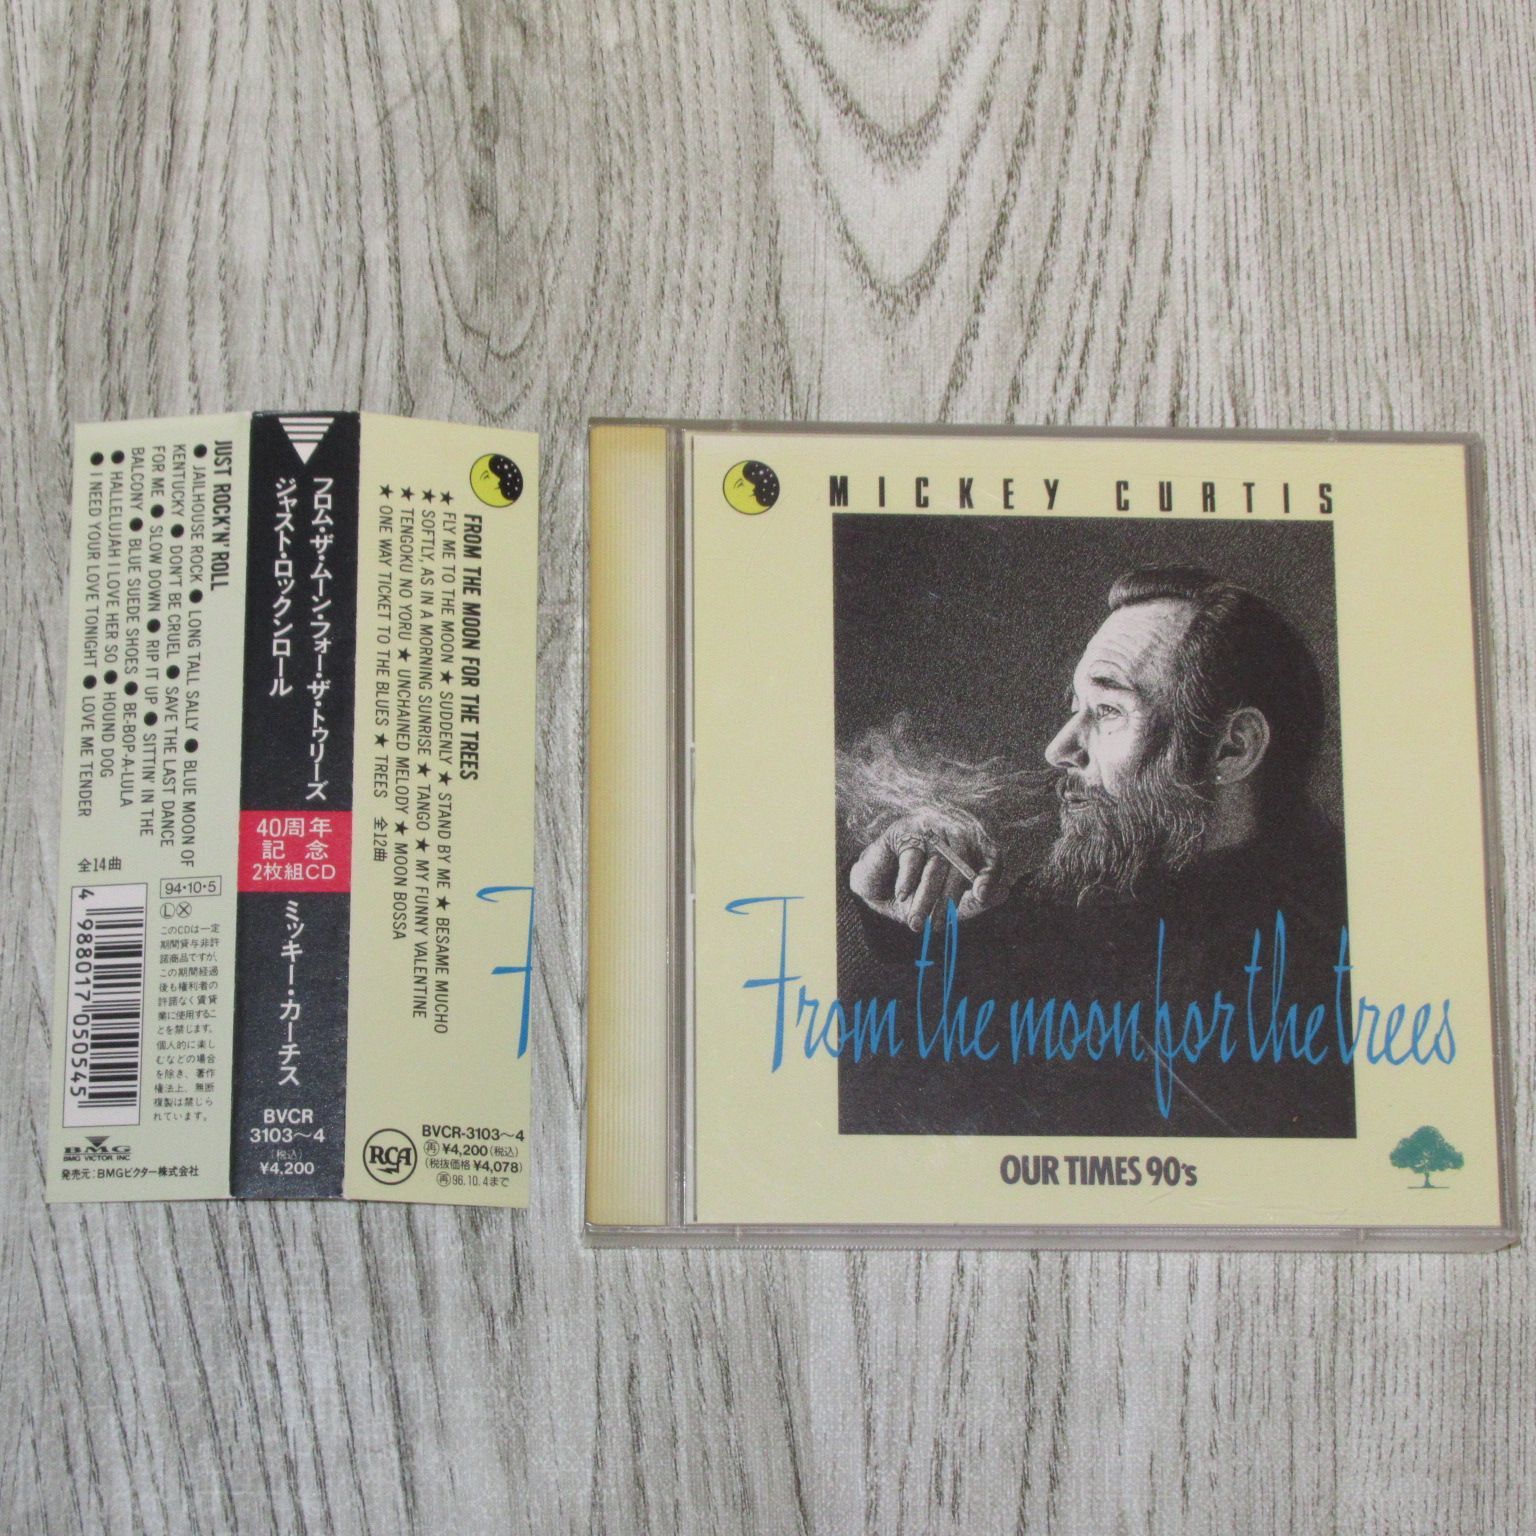 JUST ROCK'N' ROLL
● JAILHOUSE ROCK ● LONG TALL SALLY ● BLUE MOON OF
KENTUCKY ● DON'T BE CRUEL ● SAVE THE LAST DANCE
FOR ME ● SLOW DOWN ● RIP IT UP ● SITTIN' IN THE
BALCONY ● BLUE SUEDE SHOES ● BE-BOP-A-LULA
● HALLELUJAH I LOVE HER SO ● HOUND DOG
● I NEED YOUR LOVE TONIGHT ● LOVE ME TENDER
全14曲
94・10・5
Ⓛ Ⓧ
このCDは一定
期間貸与非許
諾商品ですが、
この期間経過
後も権利者の
許諾なく賃貸
業に使用するこ
とを禁じます。
個人的に楽し
むなどの場合
を除き、著作
権法上、無断
複製は禁じら
れています。
4 988017 050545
BMG
BMG VICTOR INC
発売元：BMGビクター株式会社
フロム・ザ・ムーン・フォー・ザ・トゥリーズ
ジャスト・ロックンロール
40周年
記念
2枚組CD
ミッキー・カーチス
BVCR
3103〜4
(税込)
¥4,200
FROM THE MOON FOR THE TREES
★ FLY ME TO THE MOON ★ SUDDENLY ★ STAND BY ME ★ BESAME MUCHO
★ SOFTLY, AS IN A MORNING SUNRISE ★ TANGO ★ MY FUNNY VALENTINE
★ TENGOKU NO YORU ★ UNCHAINED MELODY ★ MOON BOSSA
★ ONE WAY TICKET TO THE BLUES ★ TREES 全12曲
F
RCA
BVCR-3103〜4
再¥4,200(税込)
(税抜価格¥4,078)
再96.10.4まで
MICKEY CURTIS
From the moon for the trees
OUR TIMES 90's